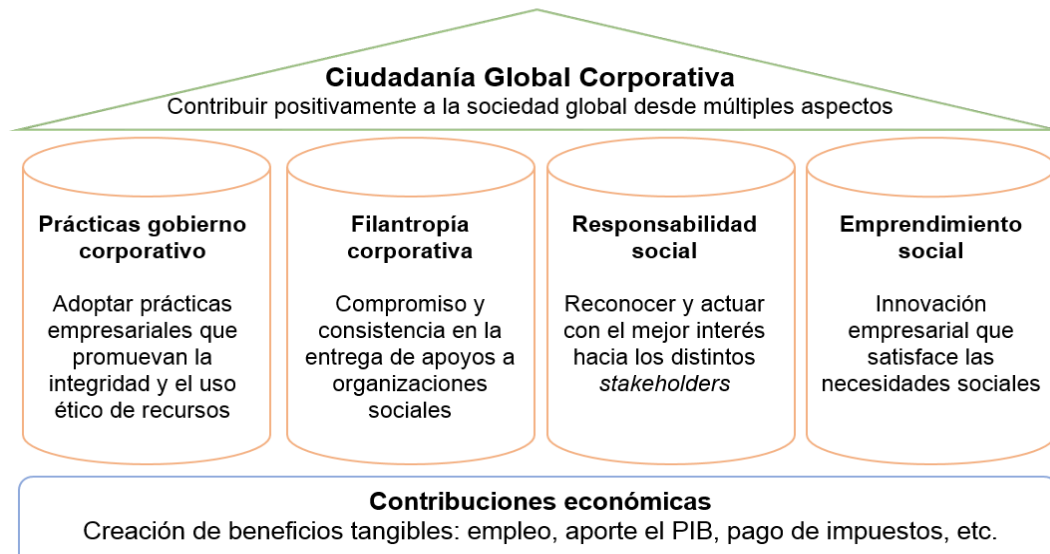 Ciudadanía Global Corporativa
Contribuir positivamente a la sociedad global desde múltiples aspectos
Prácticas gobierno
corporativo
Adoptar prácticas
empresariales que
promuevan la
integridad y el uso
ético de recursos
Filantropía
corporativa
Compromiso y
consistencia en la
entrega de apoyos a
organizaciones
sociales
Responsabilidad
social
Reconocer y actuar
con el mejor interés
hacia los distintos
stakeholders
Emprendimiento
social
Innovación
empresarial que
satisface las
necesidades sociales
Contribuciones económicas
Creación de beneficios tangibles: empleo, aporte el PIB, pago de impuestos, etc.